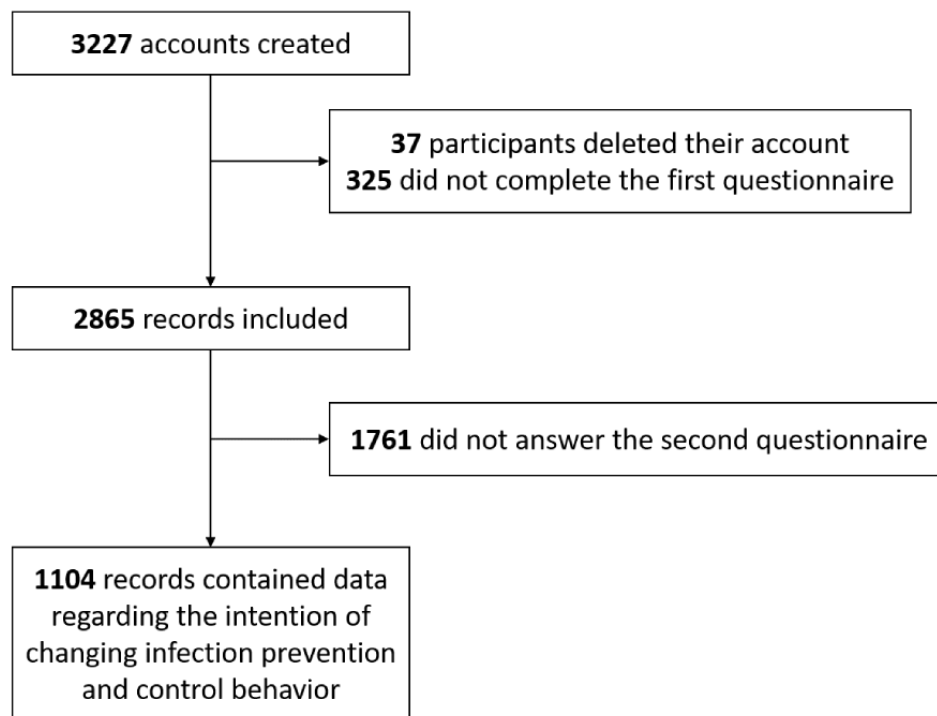 3227 accounts created
37 participants deleted their account
325 did not complete the first questionnaire
2865 records included
1761 did not answer the second questionnaire
1104 records contained data
regarding the intention of
changing infection prevention
and control behavior